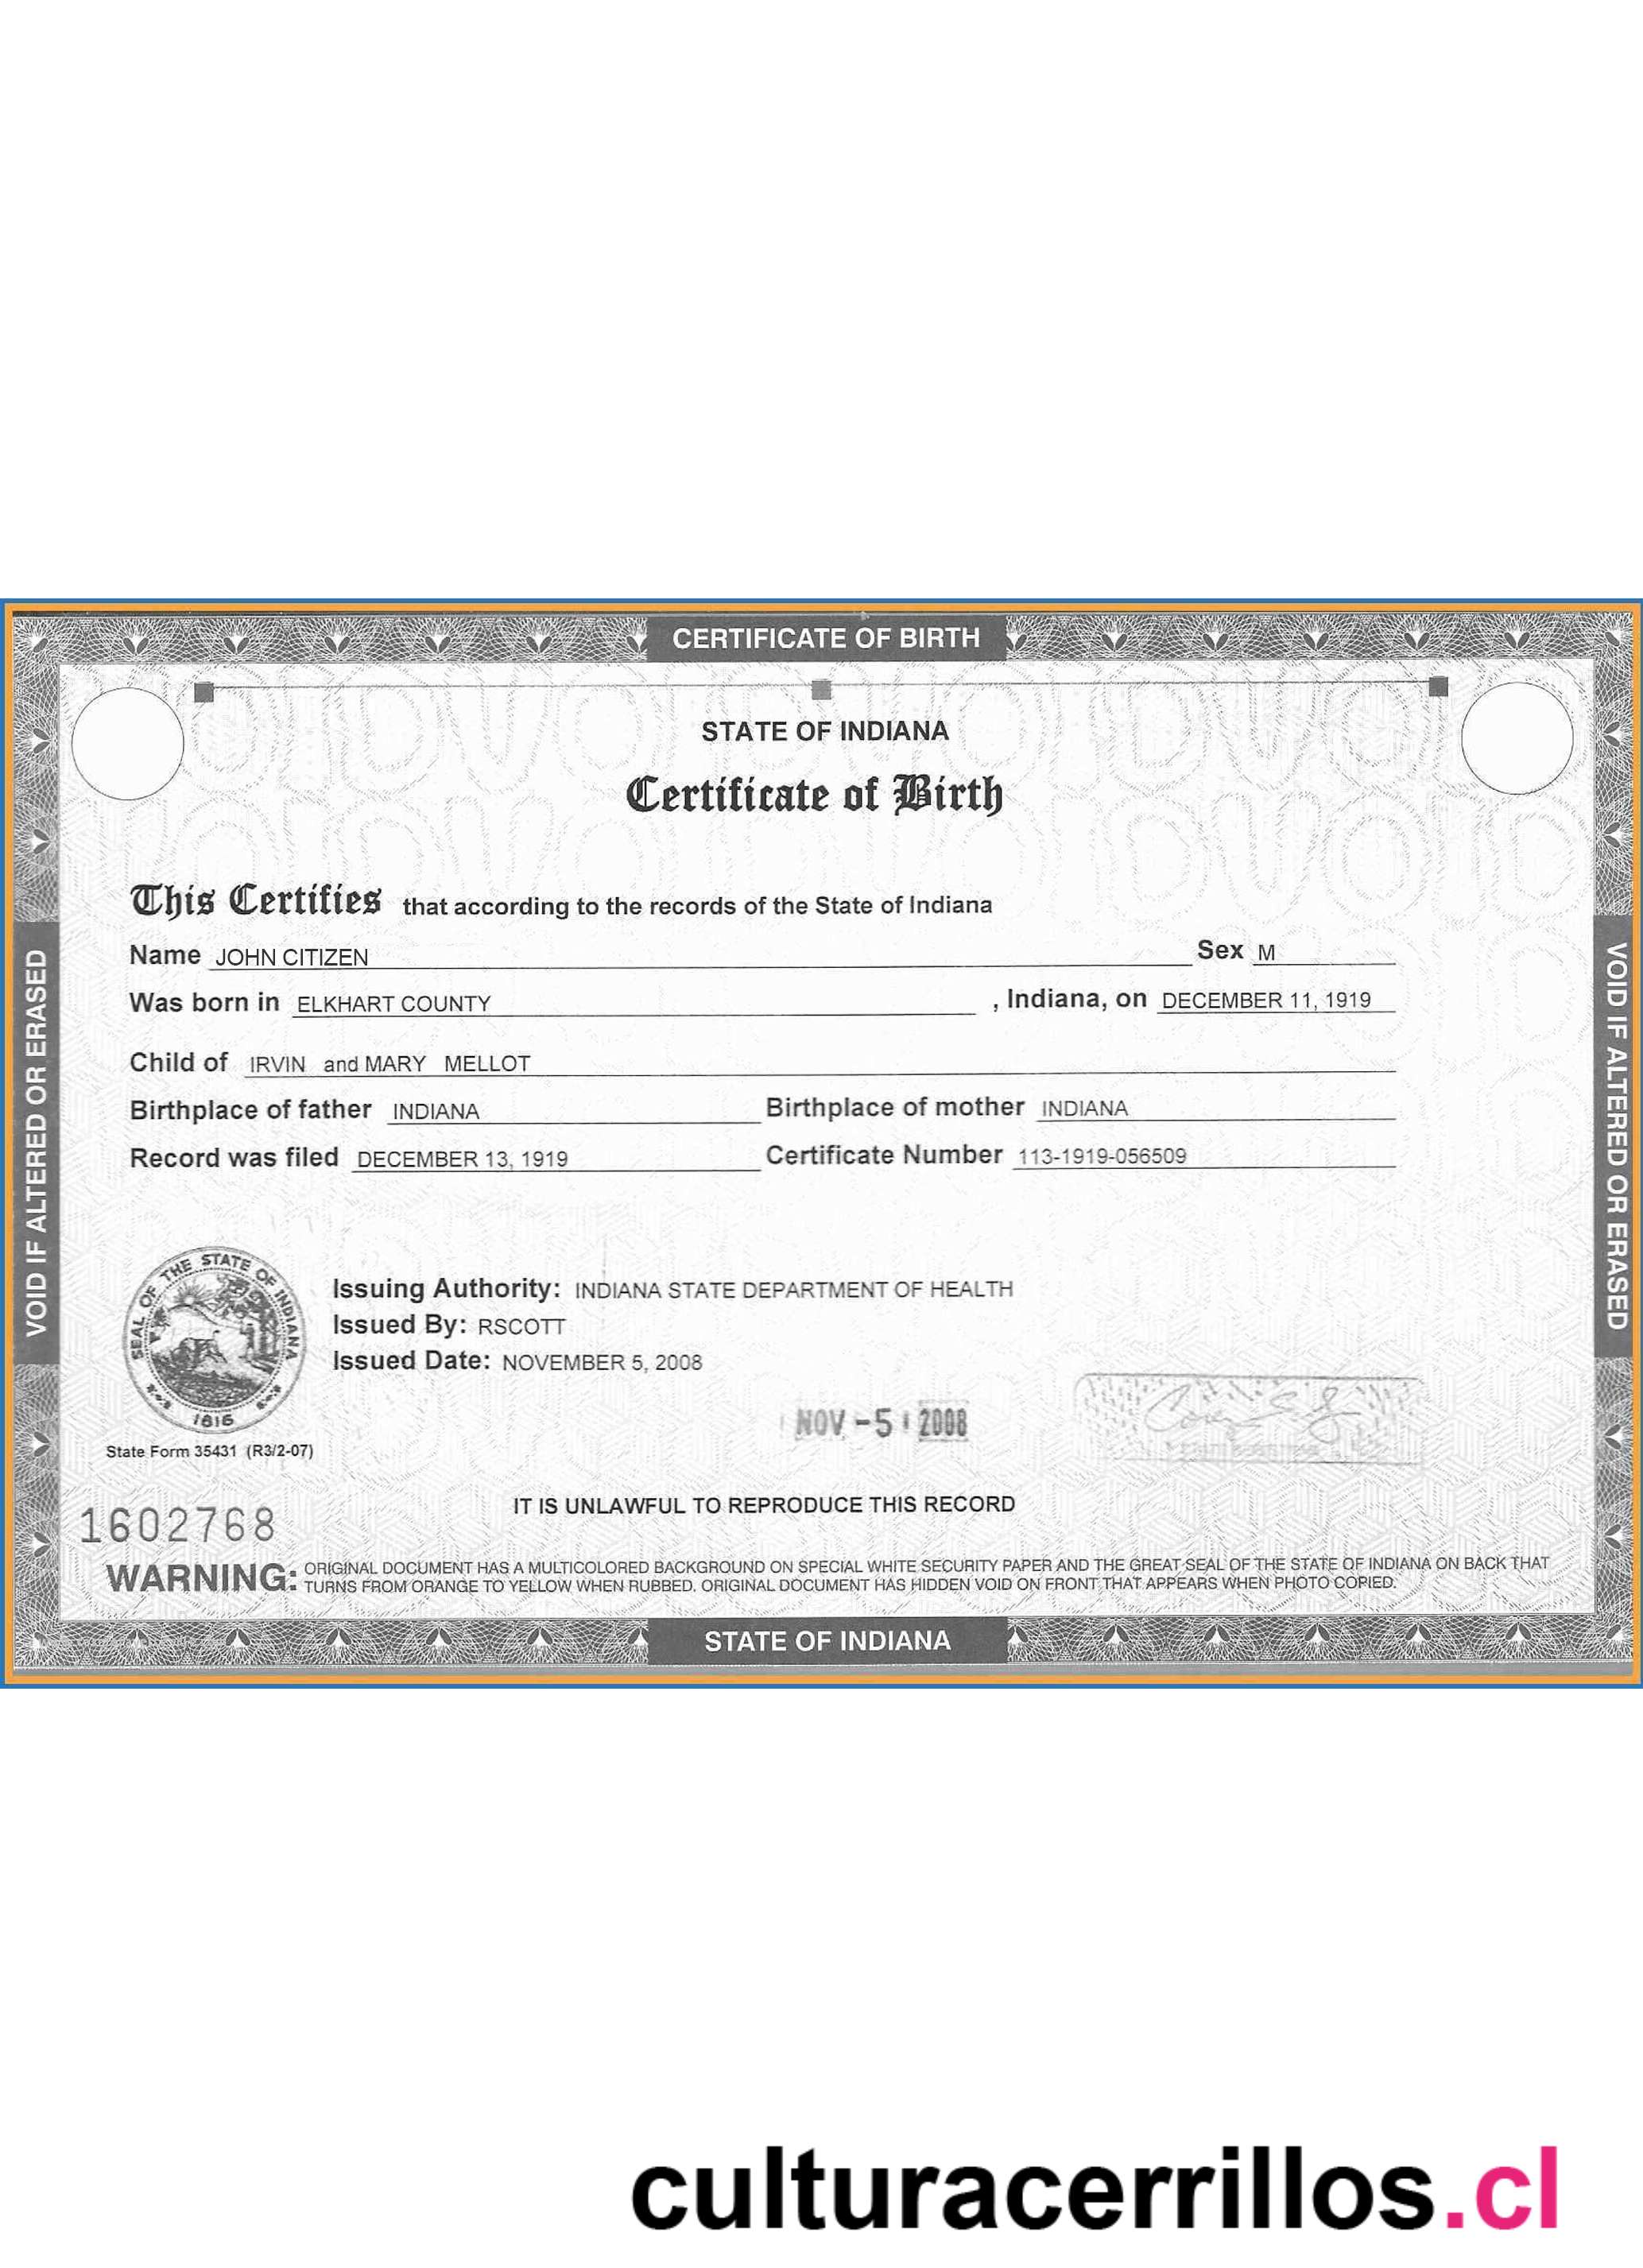 CERTIFICATE OF BIRTH
STATE OF INDIANA
Certificate of Birth
This Certifies that according to the records of the State of Indiana
Name JOHN CITIZEN Sex M
Was born in ELKHART COUNTY , Indiana, on DECEMBER 11, 1919
Child of IRVIN and MARY MELLOT
Birthplace of father INDIANA Birthplace of mother INDIANA
Record was filed DECEMBER 13, 1919 Certificate Number 113-1919-056509
VOID IF ALTERED OR ERASED
VOID IF ALTERED OR ERASED
SEAL OF THE STATE OF INDIANA
1816
Issuing Authority: INDIANA STATE DEPARTMENT OF HEALTH
Issued By: RSCOTT
Issued Date: NOVEMBER 5, 2008
NOV -5 2008
State Form 35431 (R3/2-07)
IT IS UNLAWFUL TO REPRODUCE THIS RECORD
1602768
WARNING: ORIGINAL DOCUMENT HAS A MULTICOLORED BACKGROUND ON SPECIAL WHITE SECURITY PAPER AND THE GREAT SEAL OF THE STATE OF INDIANA ON BACK THAT
TURNS FROM ORANGE TO YELLOW WHEN RUBBED. ORIGINAL DOCUMENT HAS HIDDEN VOID ON FRONT THAT APPEARS WHEN PHOTO COPIED.
STATE OF INDIANA
culturacerrillos.cl